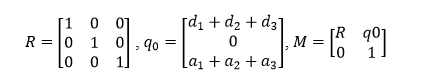 R = [1 0 0; 0 1 0; 0 0 1], q₀ = [d₁ + d₂ + d₃; 0; a₁ + a₂ + a₃], M = [R q0; 0 1]